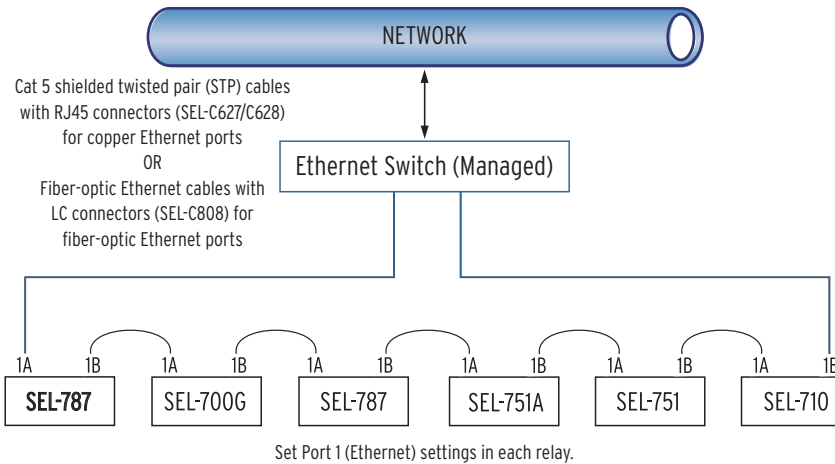 NETWORK
Cat 5 shielded twisted pair (STP) cables
with RJ45 connectors (SEL-C627/C628)
for copper Ethernet ports
OR
Fiber-optic Ethernet cables with
LC connectors (SEL-C808) for
fiber-optic Ethernet ports
Ethernet Switch (Managed)
1A 1B 1A 1B 1A 1B 1A 1B 1A 1B 1A 1B
SEL-787 SEL-700G SEL-787 SEL-751A SEL-751 SEL-710
Set Port 1 (Ethernet) settings in each relay.